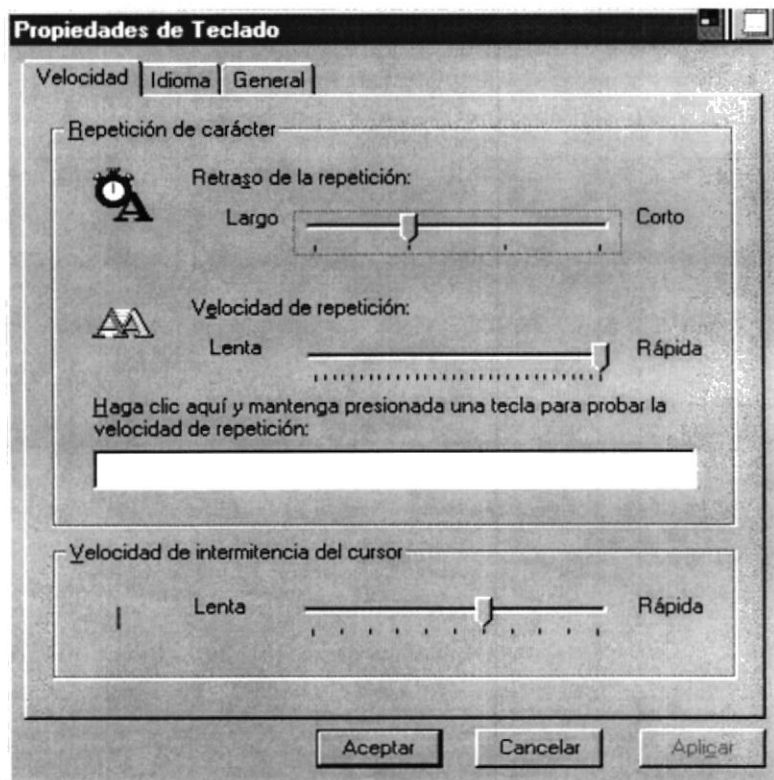 Propiedades de Teclado
Velocidad Idioma General
Repetición de carácter
Retraso de la repetición:
Largo Corto
Velocidad de repetición:
Lenta Rápida
Haga clic aquí y mantenga presionada una tecla para probar la
velocidad de repetición:
Velocidad de intermitencia del cursor
Lenta Rápida
Aceptar Cancelar Aplicar